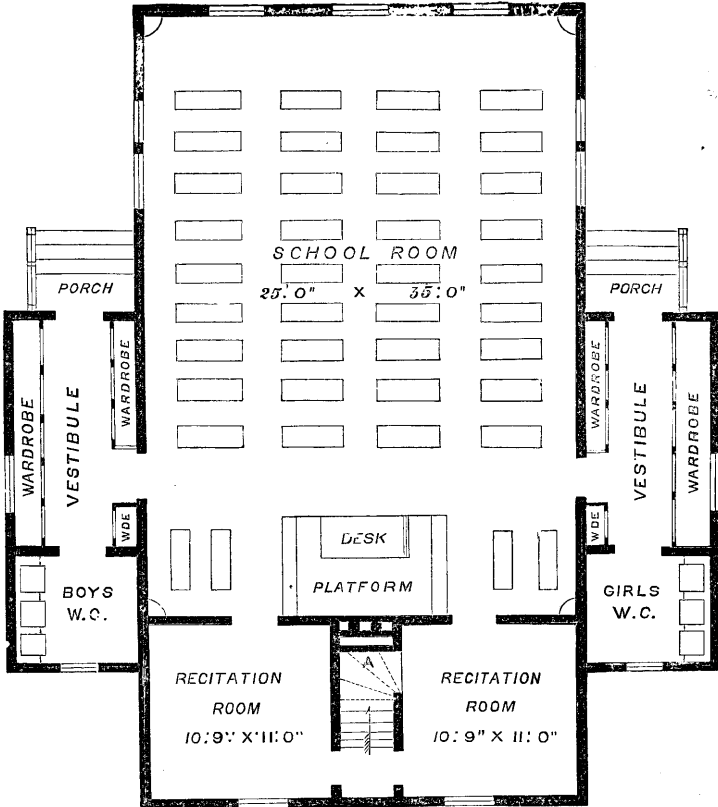 SCHOOL ROOM
25'.0" X 35'.0"
PORCH
PORCH
WARDROBE
VESTIBULE
WARDROBE
WARDROBE
VESTIBULE
WARDROBE
WDE
WDE
DESK
PLATFORM
BOYS
W.C.
GIRLS
W.C.
A
RECITATION
ROOM
10'.9" X 11'.0"
RECITATION
ROOM
10'.9" X 11'.0"